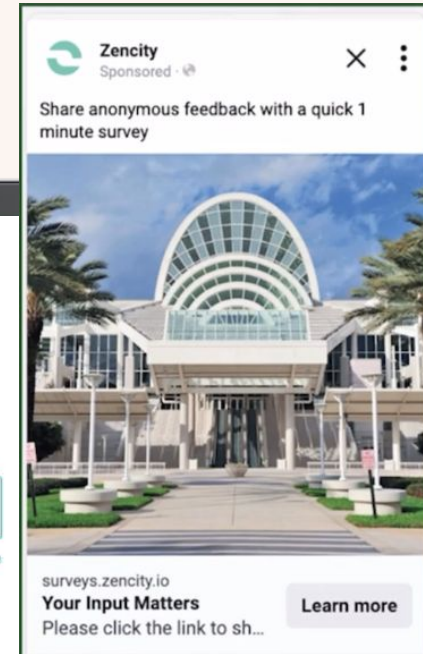 Zencity
Sponsored ·
Share anonymous feedback with a quick 1
minute survey
surveys.zencity.io
Your Input Matters
Please click the link to sh...
Learn more